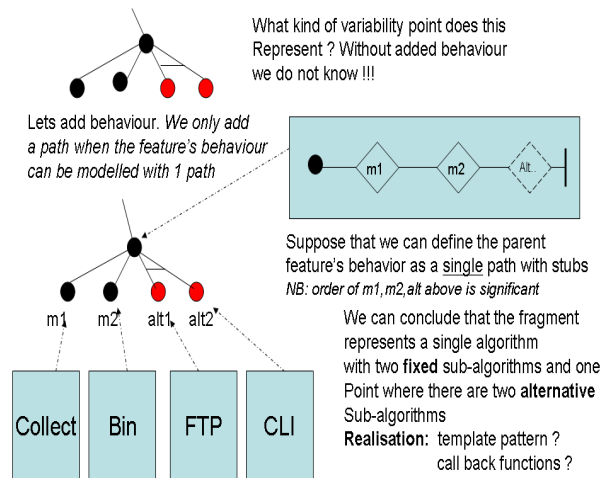 What kind of variability point does this
Represent ? Without added behaviour
we do not know !!!
Lets add behaviour. We only add
a path when the feature's behaviour
can be modelled with 1 path
m1
m2
Alt..
Suppose that we can define the parent
feature's behavior as a single path with stubs
NB: order of m1,m2,alt above is significant
m1
m2
alt1
alt2
We can conclude that the fragment
represents a single algorithm
with two fixed sub-algorithms and one
Point where there are two alternative
Sub-algorithms
Realisation: template pattern ?
call back functions ?
Collect
Bin
FTP
CLI